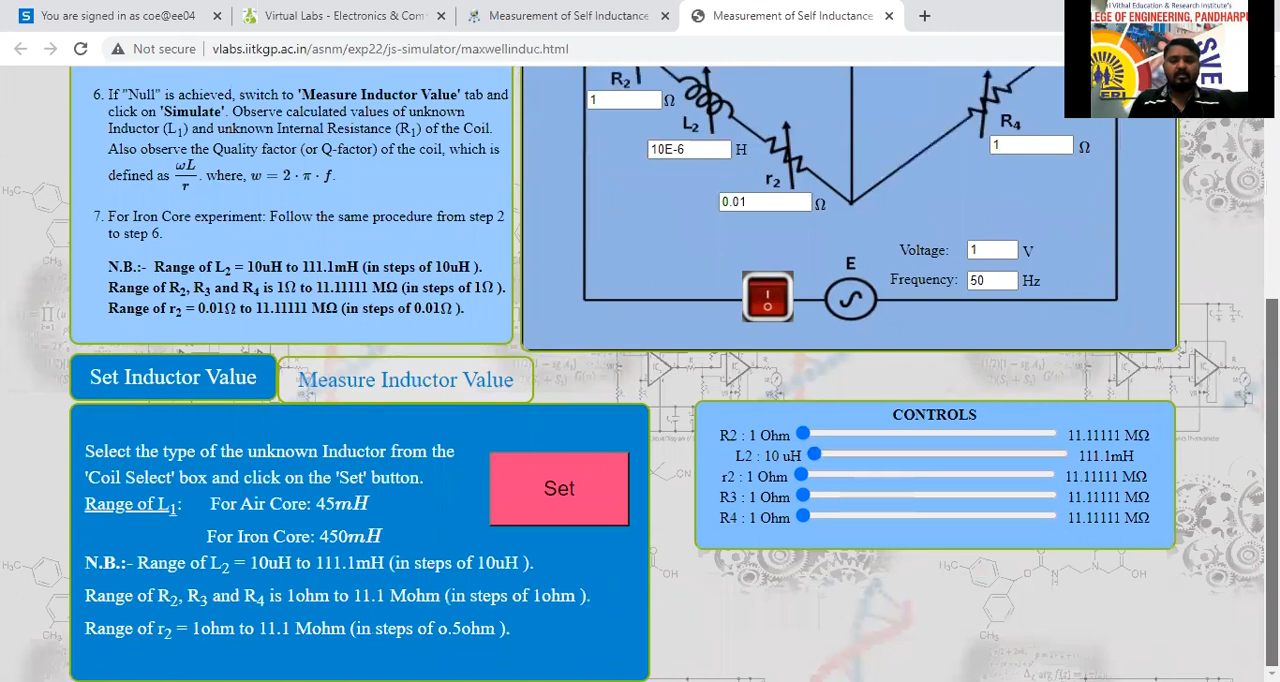 You are signed in as coe@ee04
Virtual Labs - Electronics & Com
Measurement of Self Inductance
Measurement of Self Inductance
Not secure
vlabs.iitkgp.ac.in/asnm/exp22/js-simulator/maxwellinduc.html
i Vithal Education & Research Institute's
LEGE OF ENGINEERING, PANDHARPU
SVE
6. If "Null" is achieved, switch to 'Measure Inductor Value' tab and
click on 'Simulate'. Observe calculated values of unknown
Inductor (L₁) and unknown Internal Resistance (R₁) of the Coil.
Also observe the Quality factor (or Q-factor) of the coil, which is
defined as ωL/r. where, w = 2 · π · f.
7. For Iron Core experiment: Follow the same procedure from step 2
to step 6.
N.B.:- Range of L₂ = 10uH to 111.1mH (in steps of 10uH ).
Range of R₂, R₃ and R₄ is 1Ω to 11.11111 MΩ (in steps of 1Ω ).
Range of r₂ = 0.01Ω to 11.11111 MΩ (in steps of 0.01Ω ).
R₂
1 Ω
L₂
10E-6 H
r₂
0.01 Ω
R₄
1 Ω
Voltage: 1 V
E
Frequency: 50 Hz
Set Inductor Value
Measure Inductor Value
Select the type of the unknown Inductor from the
'Coil Select' box and click on the 'Set' button.
Range of L₁: For Air Core: 45mH
For Iron Core: 450mH
N.B.:- Range of L₂ = 10uH to 111.1mH (in steps of 10uH ).
Range of R₂, R₃ and R₄ is 1ohm to 11.1 Mohm (in steps of 1ohm ).
Range of r₂ = 1ohm to 11.1 Mohm (in steps of 0.5ohm ).
Set
CONTROLS
R2 : 1 Ohm 11.11111 MΩ
L2 : 10 uH 111.1mH
r2 : 1 Ohm 11.11111 MΩ
R3 : 1 Ohm 11.11111 MΩ
R4 : 1 Ohm 11.11111 MΩ